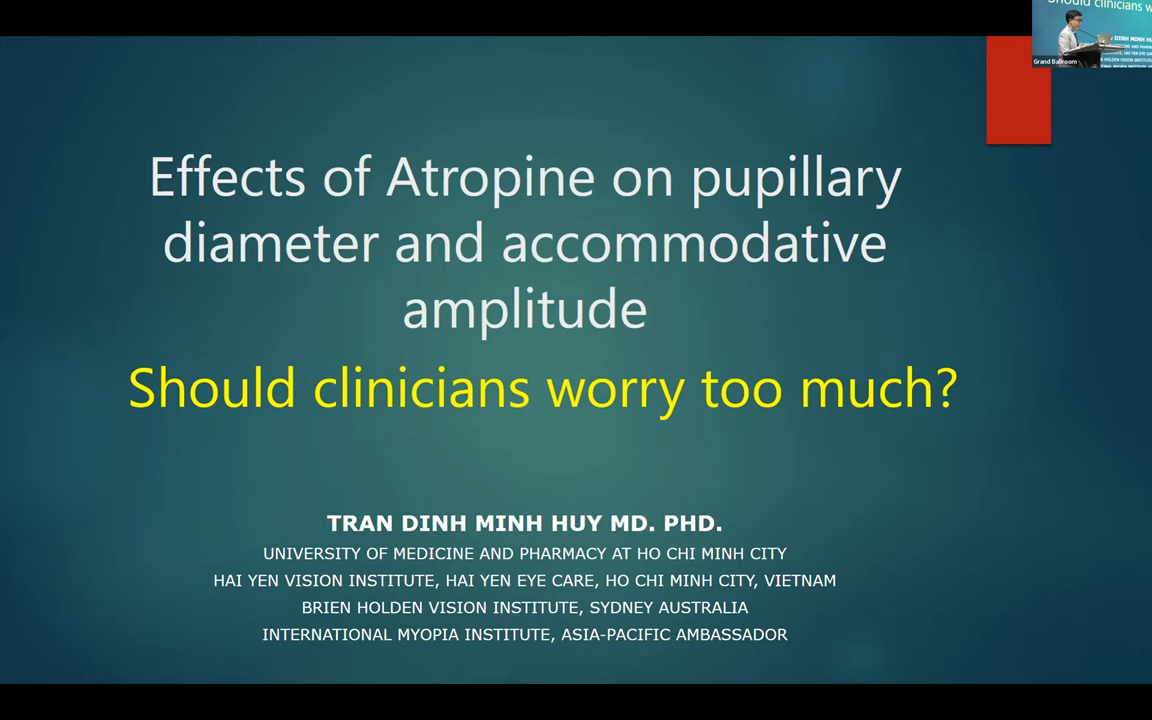 Effects of Atropine on pupillary
diameter and accommodative
amplitude
Should clinicians worry too much?
TRAN DINH MINH HUY MD. PHD.
UNIVERSITY OF MEDICINE AND PHARMACY AT HO CHI MINH CITY
HAI YEN VISION INSTITUTE, HAI YEN EYE CARE, HO CHI MINH CITY, VIETNAM
BRIEN HOLDEN VISION INSTITUTE, SYDNEY AUSTRALIA
INTERNATIONAL MYOPIA INSTITUTE, ASIA-PACIFIC AMBASSADOR
Should clinicians w
Grand Ballroom